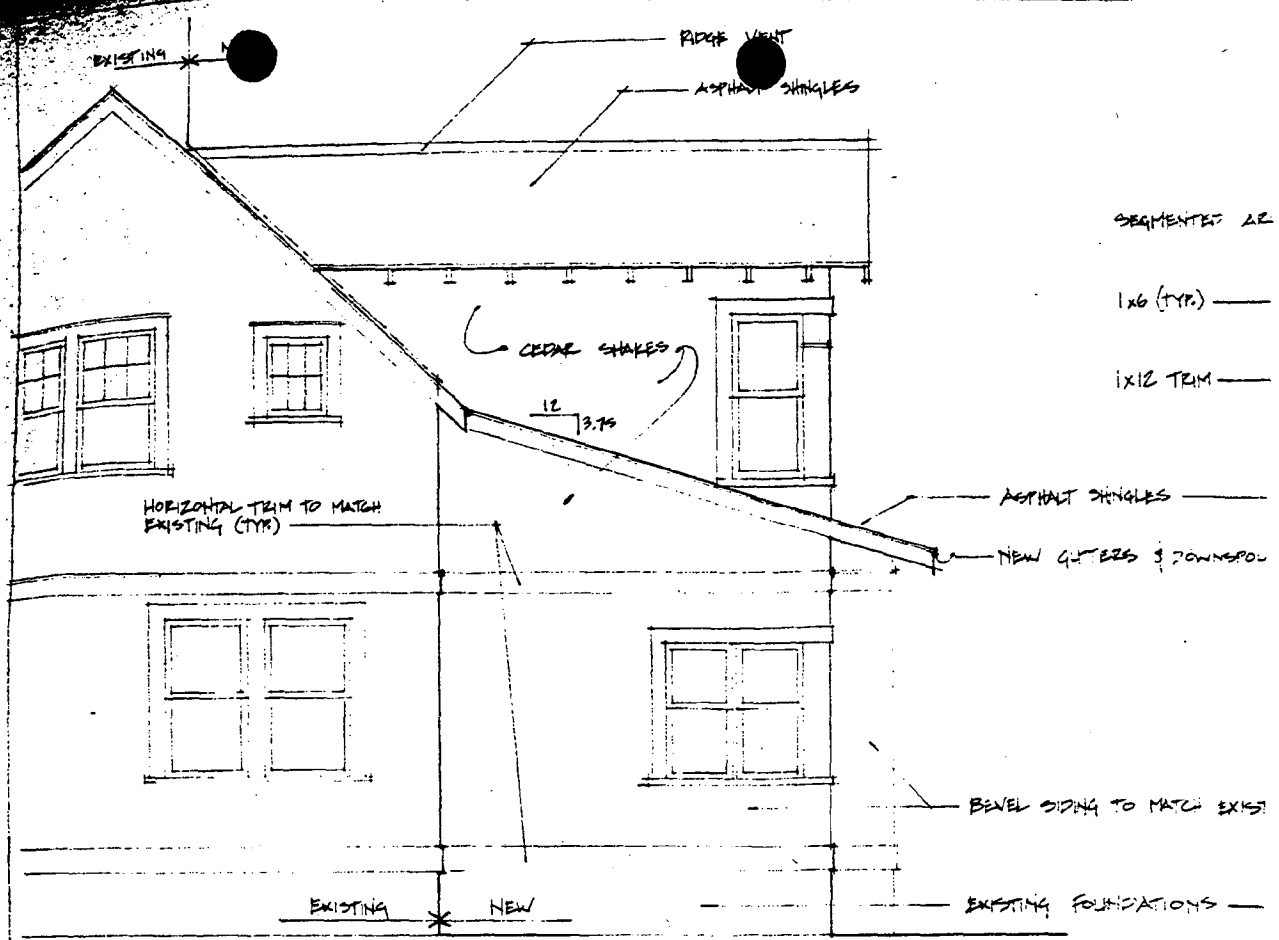 RIDGE VENT
EXISTING
ASPHALT SHINGLES
SEGMENTED
1x6 (TYP.)
CEDAR SHAKES
1x12 TRIM
12
3.75
ASPHALT SHINGLES
HORIZONTAL TRIM TO MATCH
EXISTING (TYP.)
NEW GUTTERS &
BEVEL SIDING TO MATCH EXIST
EXISTING
NEW
EXISTING FOUNDATIONS